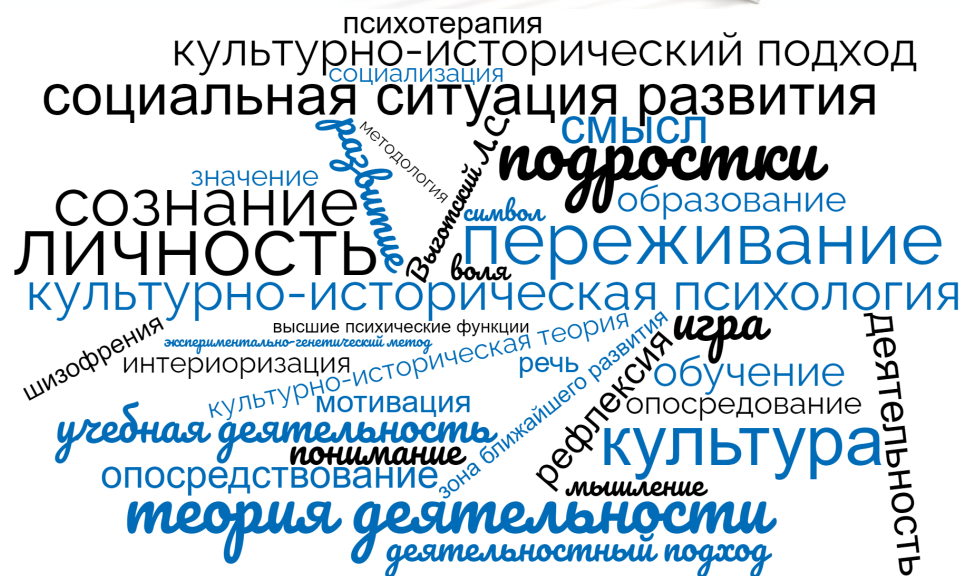 психотерапия
культурно-исторический подход
социализация
социальная ситуация развития
развитие
методология
Выготский Л.С.
смысл
подростки
значение
сознание
символ
образование
личность
переживание
воля
культурно-историческая психология
шизофрения
высшие психические функции
экспериментально-генетический метод
интериоризация
культурно-историческая теория
речь
зона ближайшего развития
рефлексия
игра
деятельность
обучение
мотивация
опосредование
учебная деятельность
понимание
культура
опосредствование
мышление
теория деятельности
деятельностный подход